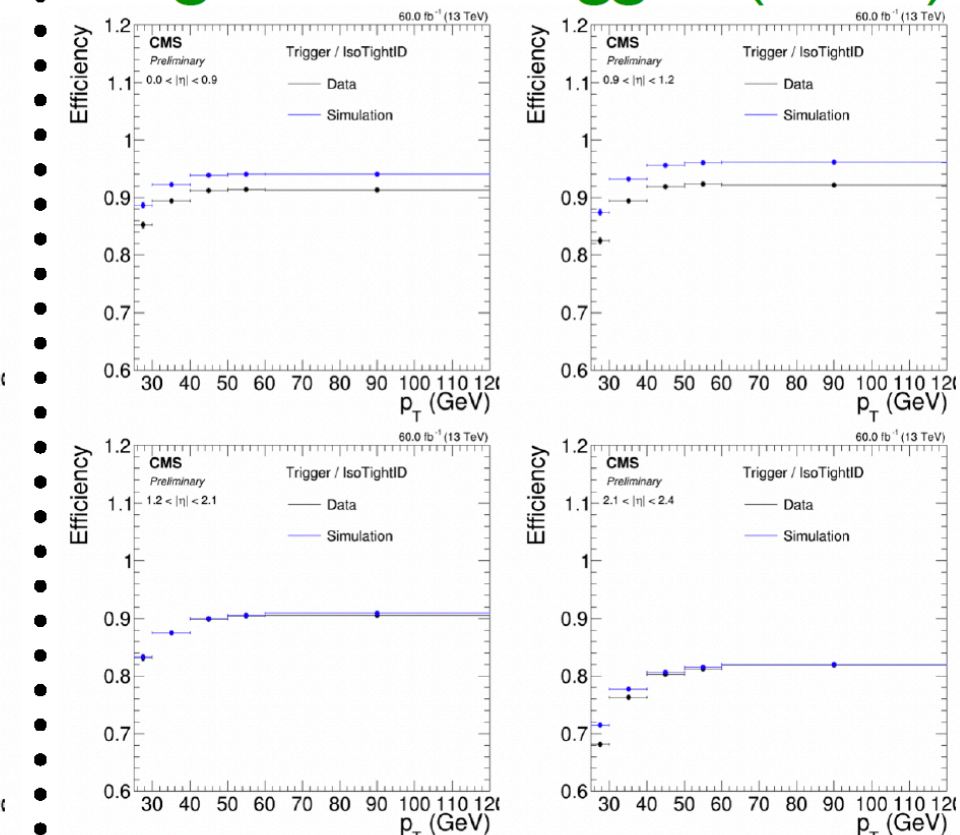 60.0 fb⁻¹ (13 TeV)
Efficiency
1.2
1.1
1
0.9
0.8
0.7
0.6
CMS
Preliminary
0.0 < |η| < 0.9
Trigger / IsoTightID
Data
Simulation
30 40 50 60 70 80 90 100 110
p_T (GeV)
60.0 fb⁻¹ (13 TeV)
Efficiency
1.2
1.1
1
0.9
0.8
0.7
0.6
CMS
Preliminary
0.9 < |η| < 1.2
Trigger / IsoTightID
Data
Simulation
30 40 50 60 70 80 90 100 110
p_T (GeV)
60.0 fb⁻¹ (13 TeV)
Efficiency
1.2
1.1
1
0.9
0.8
0.7
0.6
CMS
Preliminary
1.2 < |η| < 2.1
Trigger / IsoTightID
Data
Simulation
30 40 50 60 70 80 90 100 110
p_T (GeV)
60.0 fb⁻¹ (13 TeV)
Efficiency
1.2
1.1
1
0.9
0.8
0.7
0.6
CMS
Preliminary
2.1 < |η| < 2.4
Trigger / IsoTightID
Data
Simulation
30 40 50 60 70 80 90 100 110
p_T (GeV)